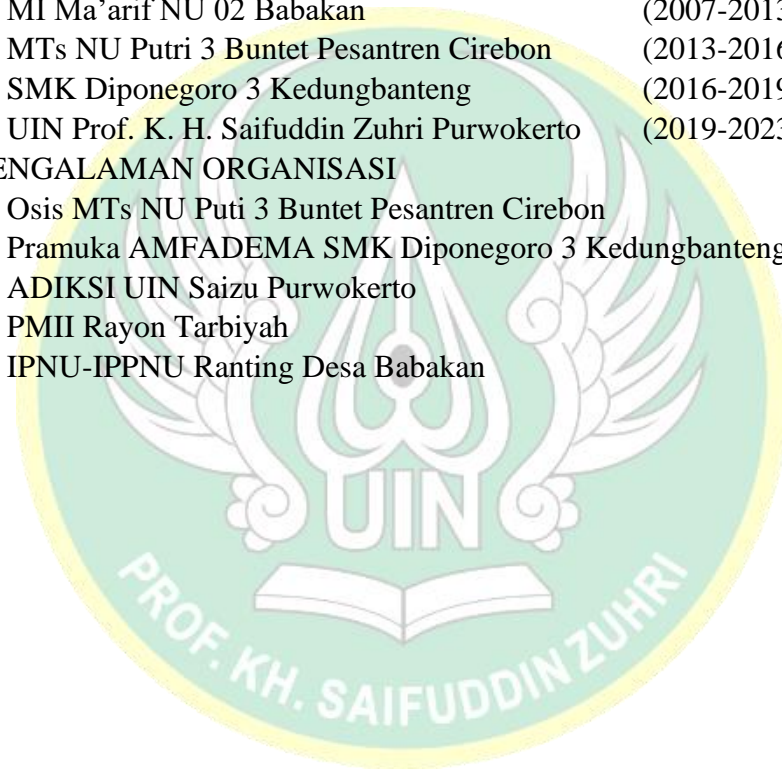 MI Ma’arif NU 02 Babakan (2007-2013
MTs NU Putri 3 Buntet Pesantren Cirebon (2013-2016
SMK Diponegoro 3 Kedungbanteng (2016-2019
UIN Prof. K. H. Saifuddin Zuhri Purwokerto (2019-2023
ENGALAMAN ORGANISASI
Osis MTs NU Puti 3 Buntet Pesantren Cirebon
Pramuka AMFADEMA SMK Diponegoro 3 Kedungbanteng
ADIKSI UIN Saizu Purwokerto
PMII Rayon Tarbiyah
IPNU-IPPNU Ranting Desa Babakan
UIN
PROF. KH. SAIFUDDIN ZUHRI